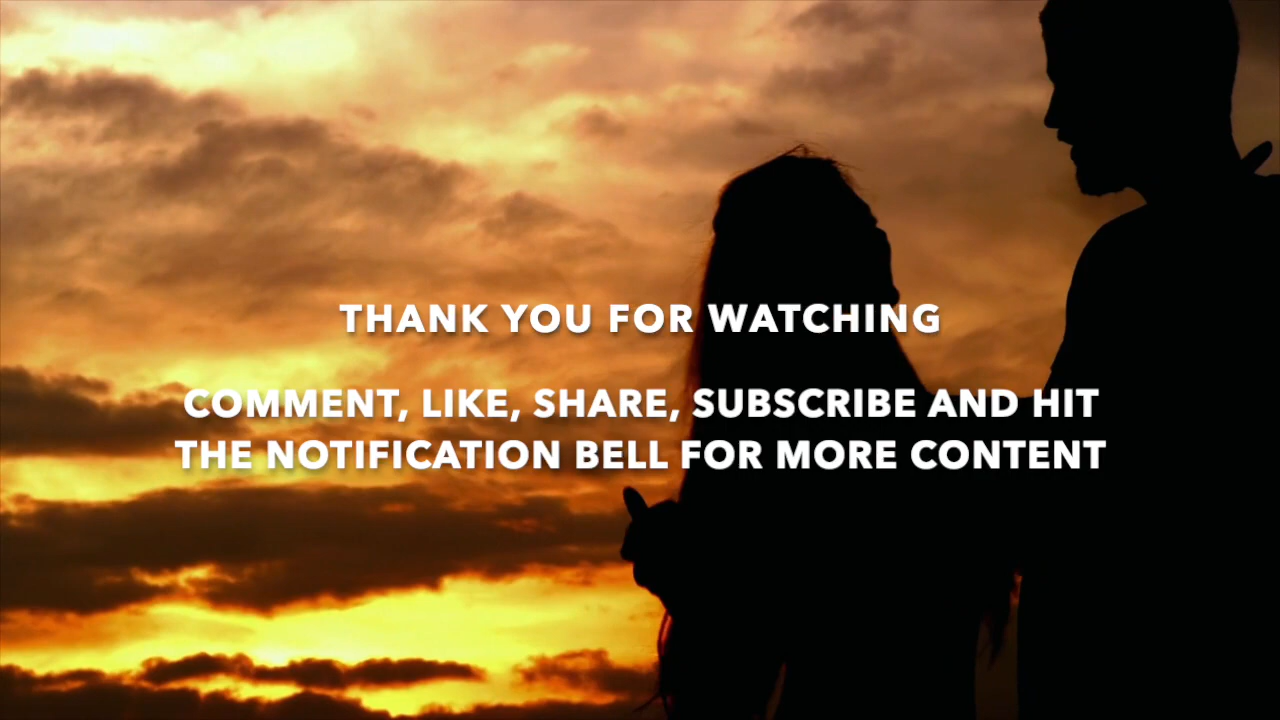 THANK YOU FOR WATCHING
COMMENT, LIKE, SHARE, SUBSCRIBE AND HIT
THE NOTIFICATION BELL FOR MORE CONTENT